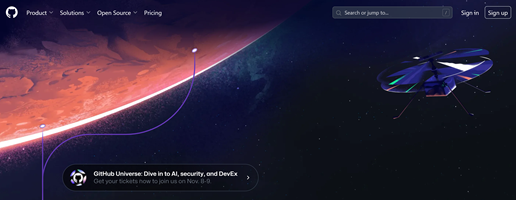 Product Solutions Open Source Pricing Search or jump to... / Sign in Sign up
GitHub Universe: Dive in to AI, security, and DevEx
Get your tickets now to join us on Nov. 8-9.